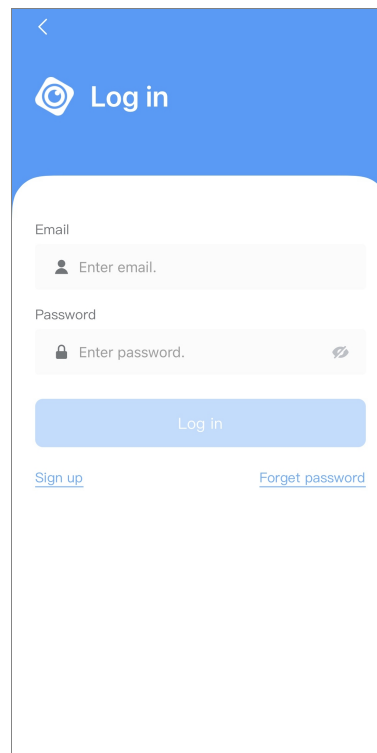 Log in
Email
Enter email.
Password
Enter password.
Log in
Sign up Forget password